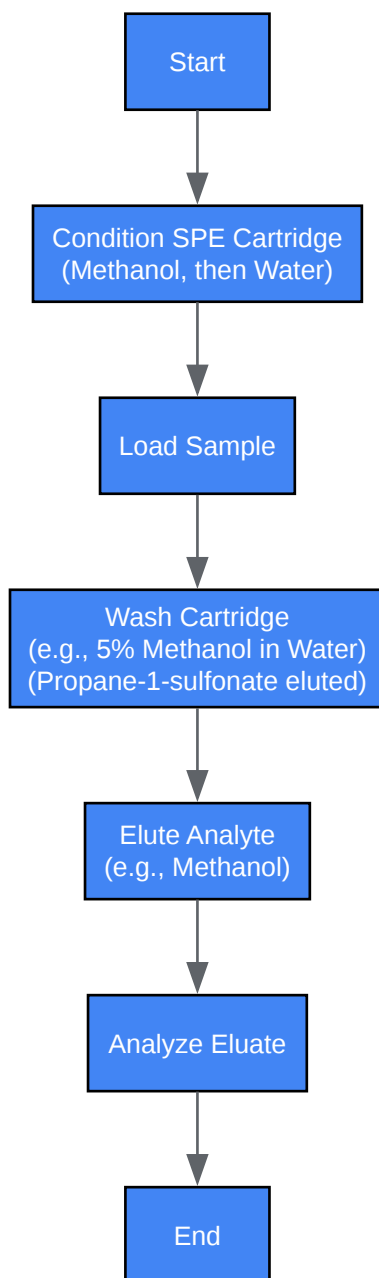 Start
Condition SPE Cartridge
(Methanol, then Water)
Load Sample
Wash Cartridge
(e.g., 5% Methanol in Water)
(Propane-1-sulfonate eluted)
Elute Analyte
(e.g., Methanol)
Analyze Eluate
End